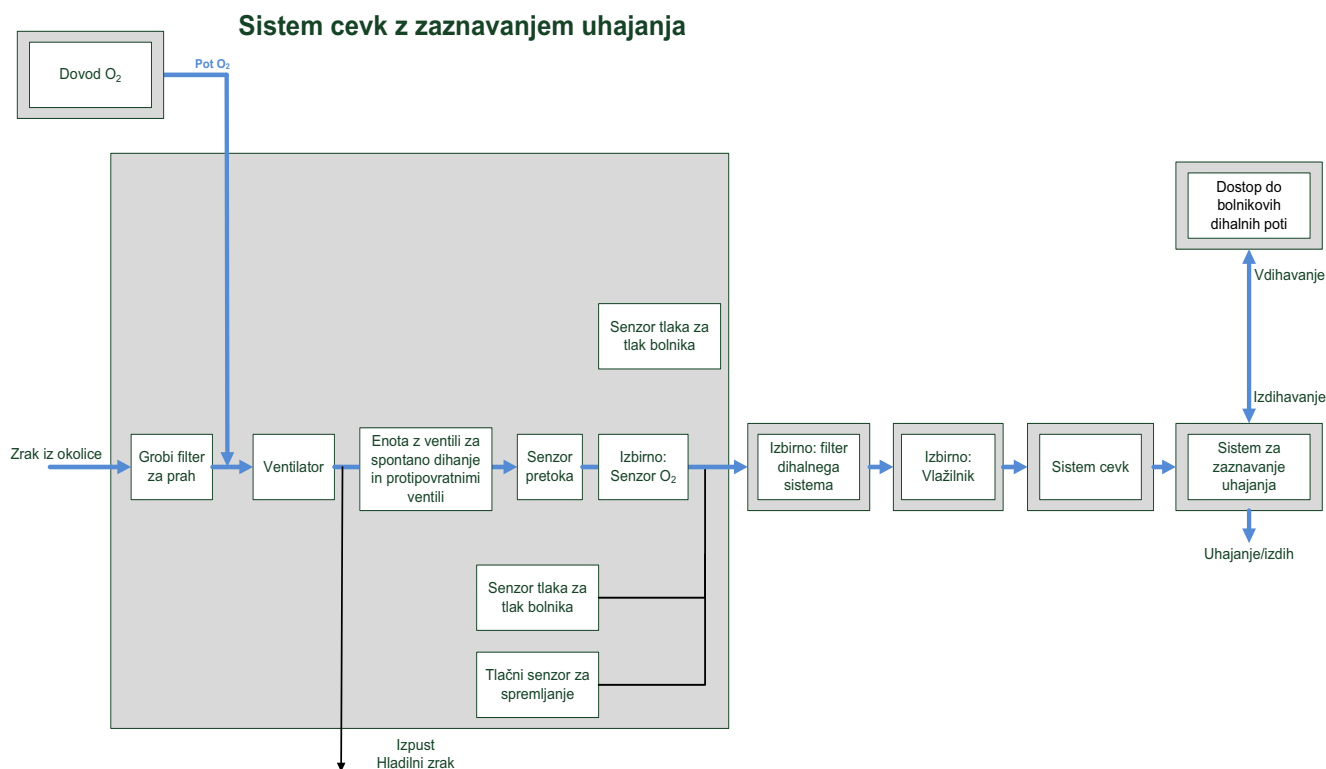 Sistem cevk z zaznavanjem uhajanja
Dovod O₂
Pot O₂
Dostop do
bolnikovih
dihalnih poti
Vdihavanje
Senzor tlaka za
tlak bolnika
Izdihavanje
Zrak iz okolice
Grobi filter
za prah
Ventilator
Enota z ventili za
spontano dihanje
in protipovratnimi
ventili
Senzor
pretoka
Izbirno:
Senzor O₂
Izbirno: filter
dihalnega
sistema
Izbirno:
Vlažilnik
Sistem cevk
Sistem za
zaznavanje
uhajanja
Uhajanje/izdih
Senzor tlaka za
tlak bolnika
Tlačni senzor za
spremljanje
Izpust
Hladilni zrak